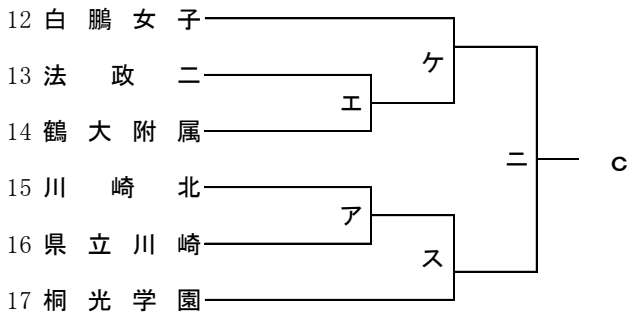 12 白鵬女子
ケ
13 法政二
エ
14 鶴大附属
ニ C
15 川崎北
ア
16 県立川崎
ス
17 桐光学園